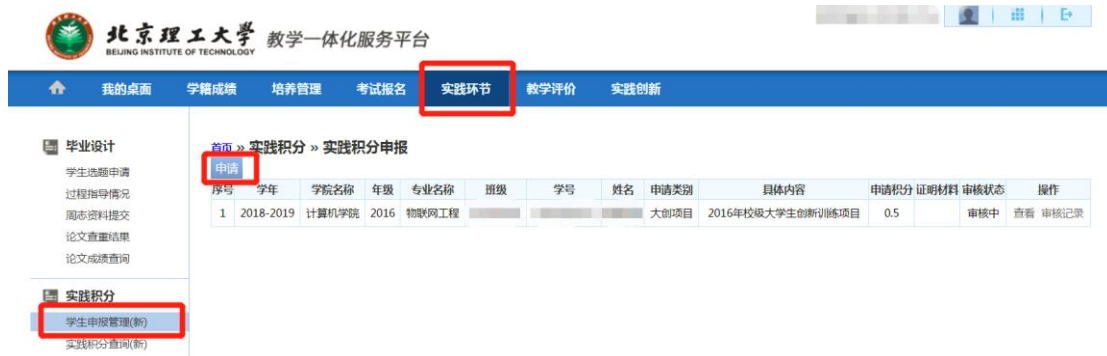 北京理工大学 教学一体化服务平台
BEIJING INSTITUTE OF TECHNOLOGY
我的桌面 学籍成绩 培养管理 考试报名 实践环节 教学评价 实践创新
毕业设计
学生选题申请
过程指导情况
周志资料提交
论文查重结果
论文成绩查询
实践积分
学生申报管理(新)
实践积分查询(新)
首页 » 实践积分 » 实践积分申报
申请
序号 学年 学院名称 年级 专业名称 班级 学号 姓名 申请类别 具体内容 申请积分 证明材料 审核状态 操作
1 2018-2019 计算机学院 2016 物联网工程 大创项目 2016年校级大学生创新训练项目 0.5 审核中 查看 审核记录